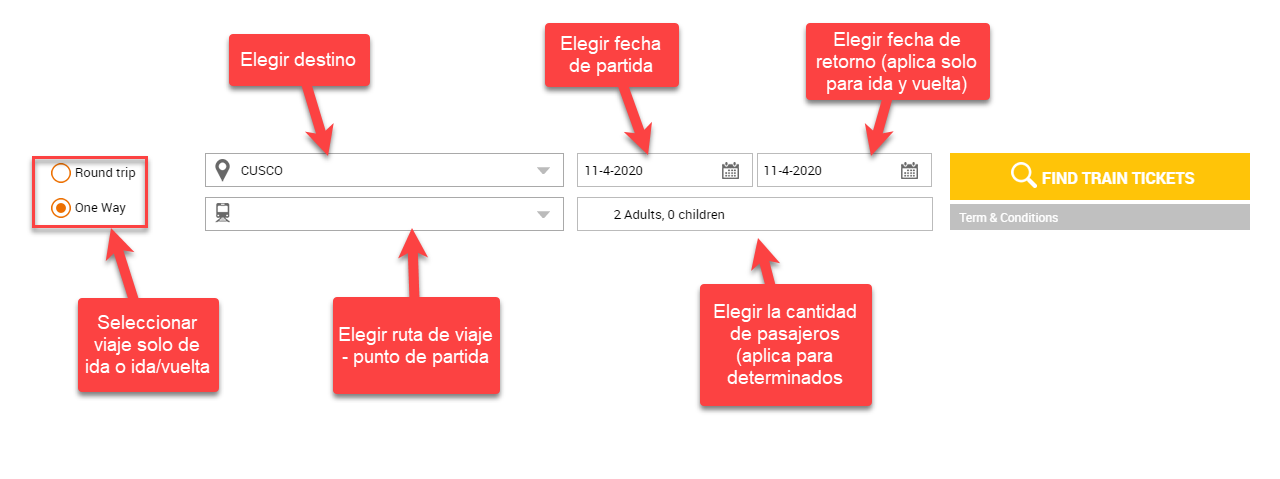 Elegir destino
Elegir fecha
de partida
Elegir fecha de
retorno (aplica solo
para ida y vuelta)
Round trip
One Way
CUSCO
11-4-2020
11-4-2020
2 Adults, 0 children
FIND TRAIN TICKETS
Term & Conditions
Seleccionar
viaje solo de
ida o ida/vuelta
Elegir ruta de viaje
- punto de partida
Elegir la cantidad
de pasajeros
(aplica para
determinados